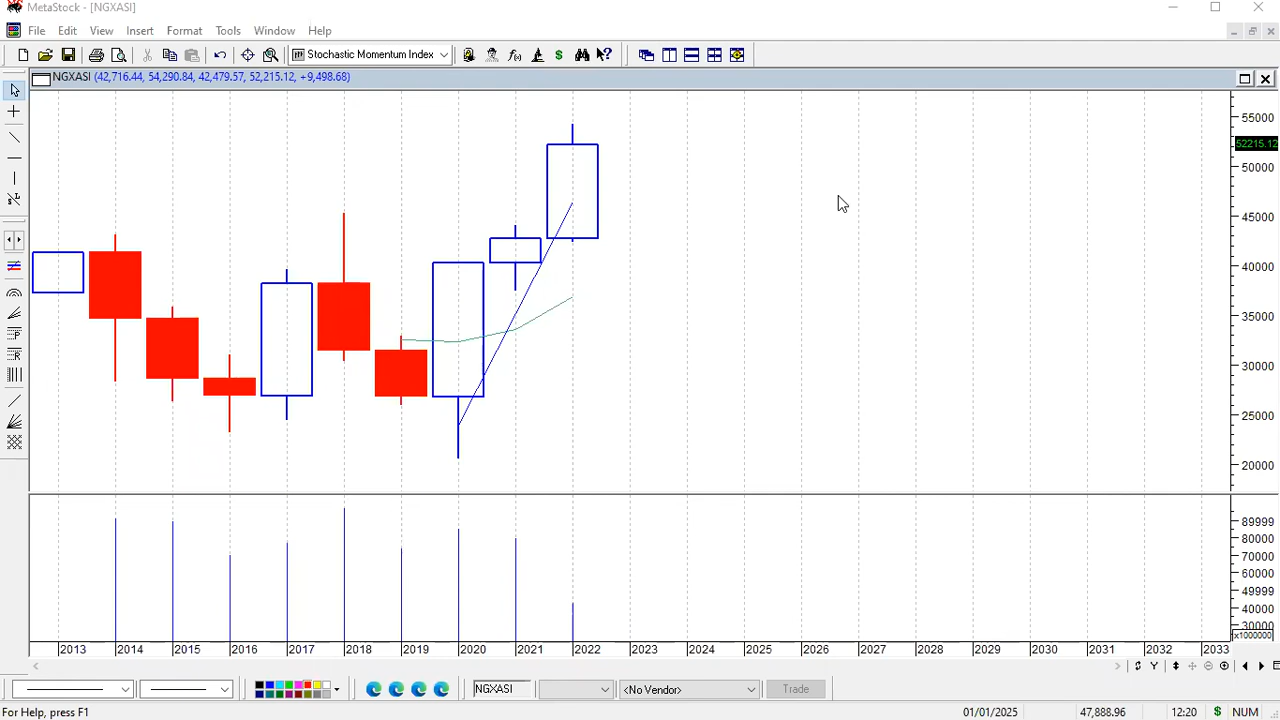 MetaStock - [NGXASI]
File Edit View Insert Format Tools Window Help
Stochastic Momentum Index
NGXASI (42,716.44, 54,290.84, 42,479.57, 52,215.12, +9,498.68)
55000
52215.12
50000
45000
40000
35000
30000
25000
20000
89999
80000
70000
60000
49999
40000
30000
x1000000
2013 2014 2015 2016 2017 2018 2019 2020 2021 2022 2023 2024 2025 2026 2027 2028 2029 2030 2031 2032 2033
NGXASI <No Vendor> Trade
For Help, press F1 01/01/2025 47,888.96 12:20 $ NUM